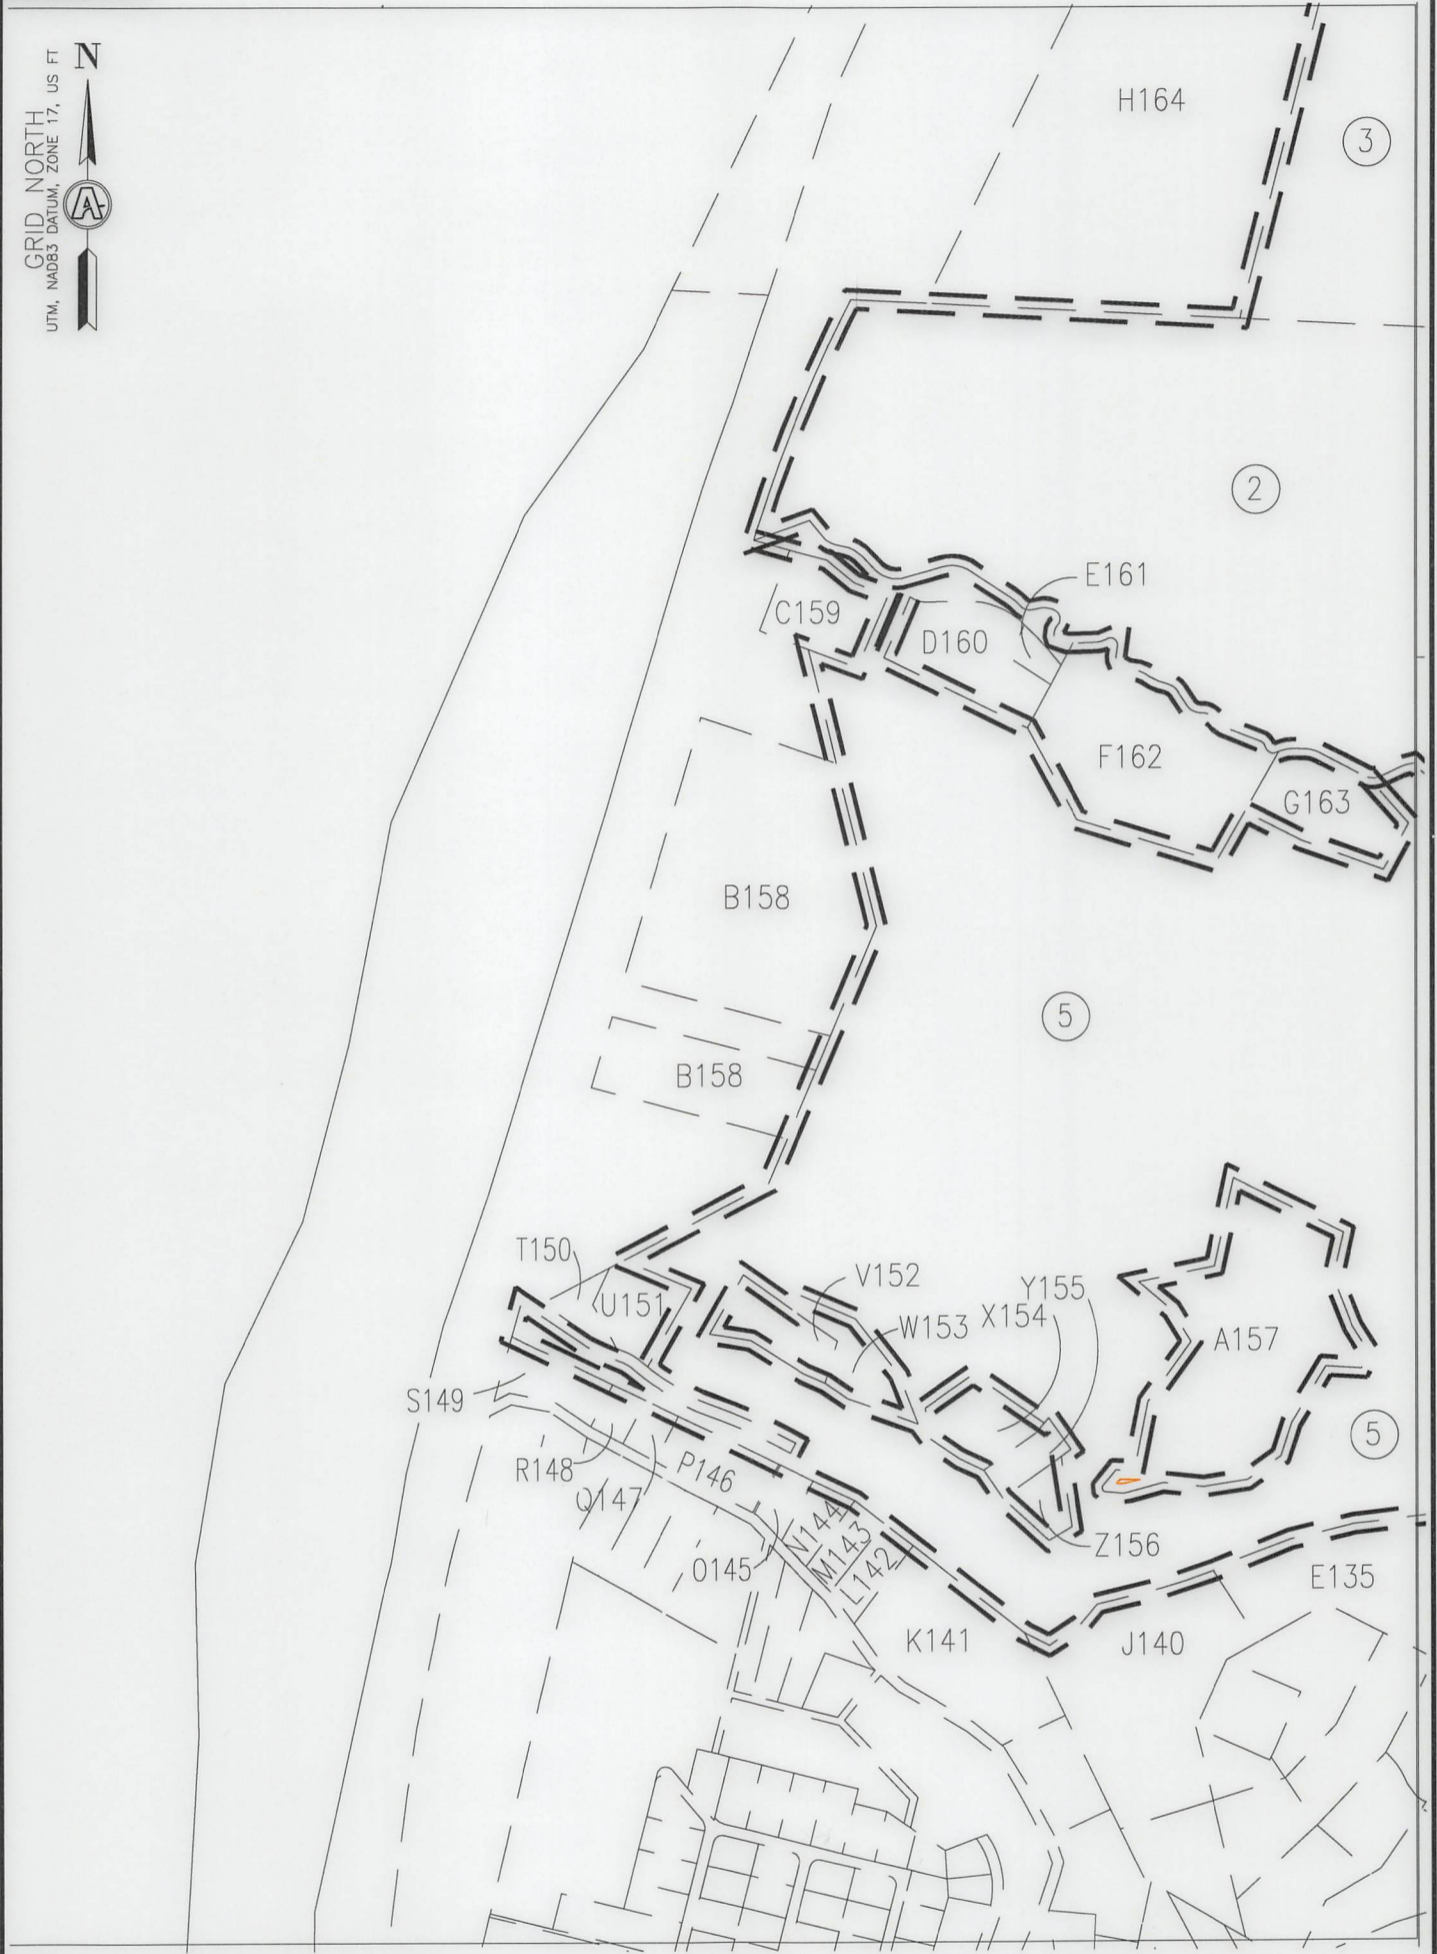 N
GRID NORTH
UTM, NAD83 DATUM, ZONE 17, US FT
A
H164
3
2
E161
C159
D160
F162
G163
B158
5
B158
T150
V152
Y155
U151
W153
X154
A157
S149
5
R148
P146
Q147
N144
M143
L142
O145
Z156
E135
K141
J140